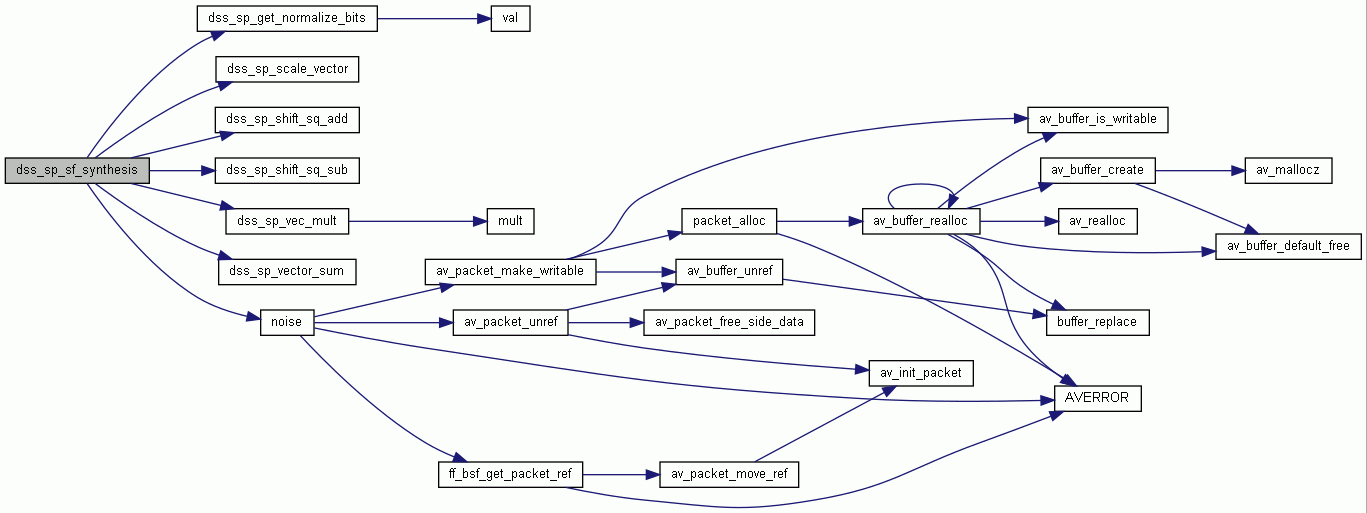 dss_sp_get_normalize_bits
val
dss_sp_scale_vector
dss_sp_shift_sq_add
av_buffer_is_writable
dss_sp_sf_synthesis
dss_sp_shift_sq_sub
av_buffer_create
av_mallocz
dss_sp_vec_mult
mult
packet_alloc
av_buffer_realloc
av_realloc
av_buffer_default_free
dss_sp_vector_sum
av_packet_make_writable
av_buffer_unref
noise
av_packet_unref
av_packet_free_side_data
buffer_replace
av_init_packet
AVERROR
ff_bsf_get_packet_ref
av_packet_move_ref